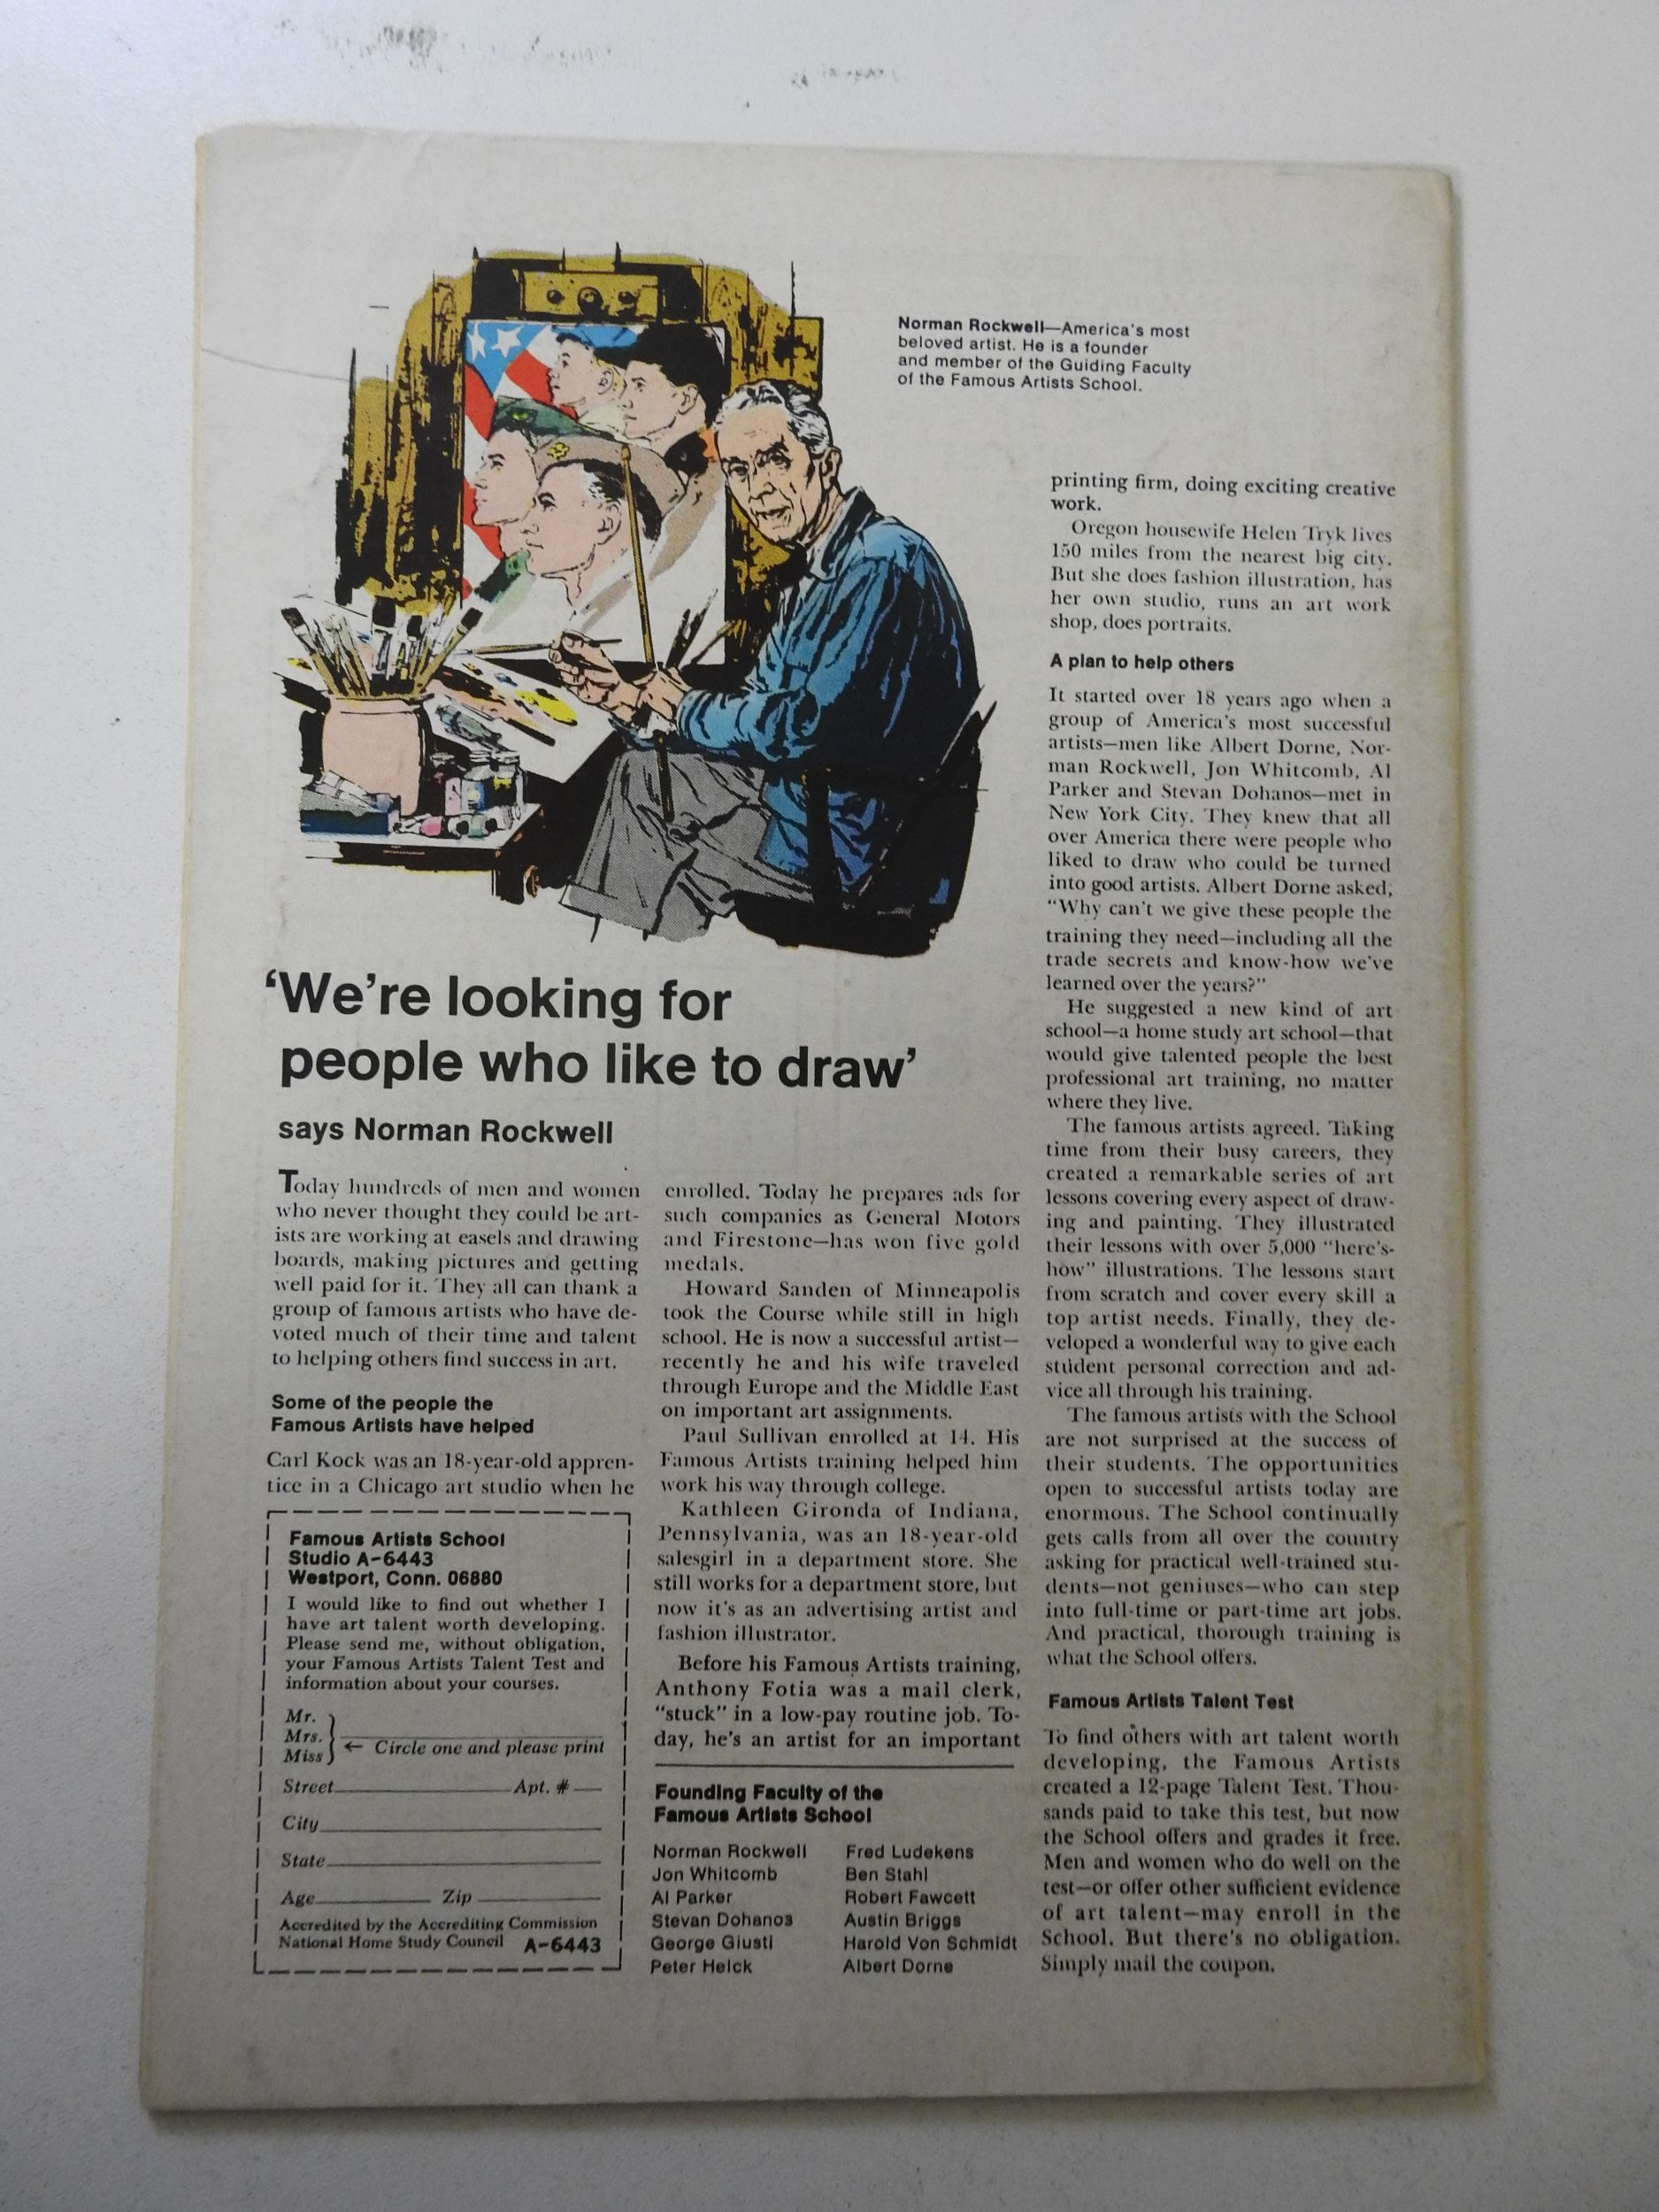 Norman Rockwell—America's most
beloved artist. He is a founder
and member of the Guiding Faculty
of the Famous Artists School.
'We're looking for
people who like to draw'
says Norman Rockwell
Today hundreds of men and women
who never thought they could be art-
ists are working at easels and drawing
boards, making pictures and getting
well paid for it. They all can thank a
group of famous artists who have de-
voted much of their time and talent
to helping others find success in art.
Some of the people the
Famous Artists have helped
Carl Kock was an 18-year-old appren-
tice in a Chicago art studio when he
enrolled. Today he prepares ads for
such companies as General Motors
and Firestone—has won five gold
medals.
Howard Sanden of Minneapolis
took the Course while still in high
school. He is now a successful artist—
recently he and his wife traveled
through Europe and the Middle East
on important art assignments.
Paul Sullivan enrolled at 14. His
Famous Artists training helped him
work his way through college.
Kathleen Gironda of Indiana,
Pennsylvania, was an 18-year-old
salesgirl in a department store. She
still works for a department store, but
now it's as an advertising artist and
fashion illustrator.
Before his Famous Artists training,
Anthony Fotia was a mail clerk,
"stuck" in a low-pay routine job. To-
day, he's an artist for an important
printing firm, doing exciting creative
work.
Oregon housewife Helen Tryk lives
150 miles from the nearest big city.
But she does fashion illustration, has
her own studio, runs an art work
shop, does portraits.
A plan to help others
It started over 18 years ago when a
group of America's most successful
artists—men like Albert Dorne, Nor-
man Rockwell, Jon Whitcomb, Al
Parker and Stevan Dohanos—met in
New York City. They knew that all
over America there were people who
liked to draw who could be turned
into good artists. Albert Dorne asked,
"Why can't we give these people the
training they need—including all the
trade secrets and know-how we've
learned over the years?"
He suggested a new kind of art
school—a home study art school—that
would give talented people the best
professional art training, no matter
where they live.
The famous artists agreed. Taking
time from their busy careers, they
created a remarkable series of art
lessons covering every aspect of draw-
ing and painting. They illustrated
their lessons with over 5,000 "here's-
how" illustrations. The lessons start
from scratch and cover every skill a
top artist needs. Finally, they de-
veloped a wonderful way to give each
student personal correction and ad-
vice all through his training.
The famous artists with the School
are not surprised at the success of
their students. The opportunities
open to successful artists today are
enormous. The School continually
gets calls from all over the country
asking for practical well-trained stu-
dents—not geniuses—who can step
into full-time or part-time art jobs.
And practical, thorough training is
what the School offers.
Famous Artists Talent Test
To find others with art talent worth
developing, the Famous Artists
created a 12-page Talent Test. Thou-
sands paid to take this test, but now
the School offers and grades it free.
Men and women who do well on the
test—or offer other sufficient evidence
of art talent—may enroll in the
School. But there's no obligation.
Simply mail the coupon.
Famous Artists School
Studio A-6443
Westport, Conn. 06880
I would like to find out whether I
have art talent worth developing.
Please send me, without obligation,
your Famous Artists Talent Test and
information about your courses.
Mr.
Mrs.
Miss ← Circle one and please print
Street Apt. #
City
State
Age Zip
Accredited by the Accrediting Commission
National Home Study Council A-6443
Founding Faculty of the
Famous Artists School
Norman Rockwell
Jon Whitcomb
Al Parker
Stevan Dohanos
George Giusti
Peter Helck
Fred Ludekens
Ben Stahl
Robert Fawcett
Austin Briggs
Harold Von Schmidt
Albert Dorne